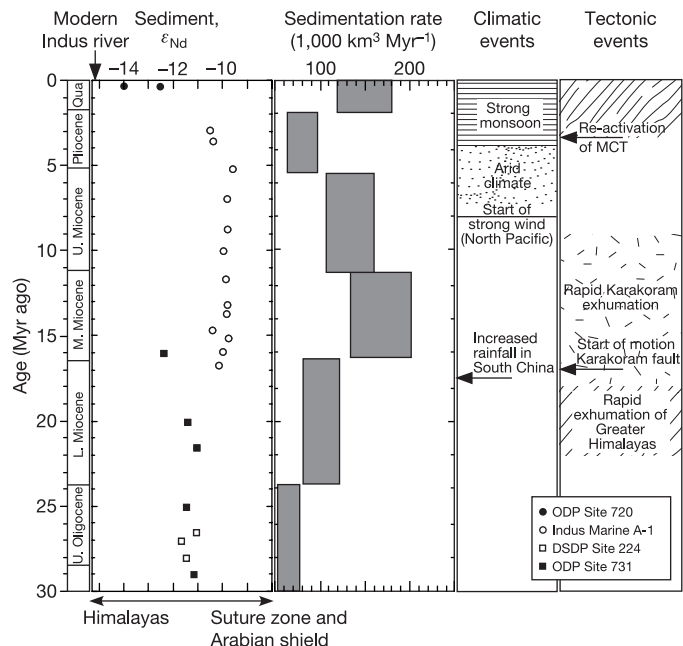 Modern
Indus river
Sediment,
εNd
−14 −12 −10
Sedimentation rate
(1,000 km³ Myr⁻¹)
100 200
Climatic
events
Tectonic
events
Age (Myr ago)
0
5
10
15
20
25
30
Qua
Pliocene
U. Miocene
M. Miocene
L. Miocene
U. Oligocene
Strong
monsoon
Arid
climate
Start of
strong wind
(North Pacific)
Increased
rainfall in
South China
Re-activation
of MCT
Rapid Karakoram
exhumation
Start of motion
Karakoram fault
Rapid
exhumation of
Greater
Himalayas
ODP Site 720
Indus Marine A-1
DSDP Site 224
ODP Site 731
Himalayas
Suture zone and
Arabian shield